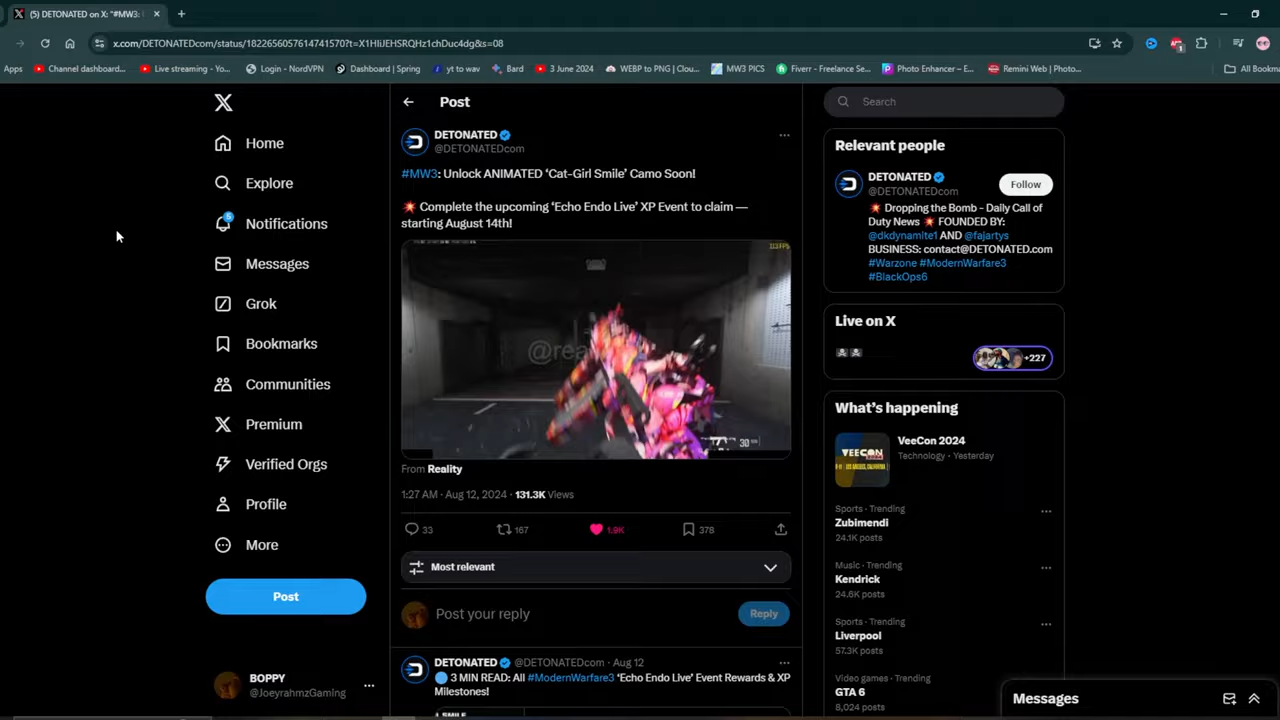 (5) DETONATED on X: "#MW3:
x.com/DETONATEDcom/status/1822656057614741570?t=X1HIJEHSRQHz1chDuc4dg&s=08
Apps
Channel dashboard...
Live streaming - Yo...
Login - NordVPN
Dashboard | Spring
yt to wav
Bard
3 June 2024
WEBP to PNG | Clou...
MW3 PICS
Fiverr - Freelance Se...
Photo Enhancer – E...
Remini Web | Photo...
All Bookma
Home
Explore
5
Notifications
Messages
Grok
Bookmarks
Communities
Premium
Verified Orgs
Profile
More
Post
BOPPY
@JoeyrahmzGaming
Post
DETONATED
@DETONATEDcom
#MW3: Unlock ANIMATED ‘Cat-Girl Smile’ Camo Soon!
💥 Complete the upcoming ‘Echo Endo Live’ XP Event to claim —
starting August 14th!
113 FPS
@rea
30
From Reality
1:27 AM · Aug 12, 2024 · 131.3K Views
33
167
1.9K
378
Most relevant
Post your reply
Reply
DETONATED @DETONATEDcom · Aug 12
🔵 3 MIN READ: All #ModernWarfare3 ‘Echo Endo Live’ Event Rewards & XP
Milestones!
Search
Relevant people
DETONATED
@DETONATEDcom
Follow
💥 Dropping the Bomb - Daily Call of
Duty News 💥 FOUNDED BY:
@dkdynamite1 AND @fajartys
BUSINESS: contact@DETONATED.com
#Warzone #ModernWarfare3
#BlackOps6
Live on X
+227
What’s happening
VEECON
VeeCon 2024
Technology · Yesterday
Sports · Trending
Zubimendi
24.1K posts
Music · Trending
Kendrick
24.6K posts
Sports · Trending
Liverpool
57.3K posts
Video games · Trending
GTA 6
8,024 posts
Messages